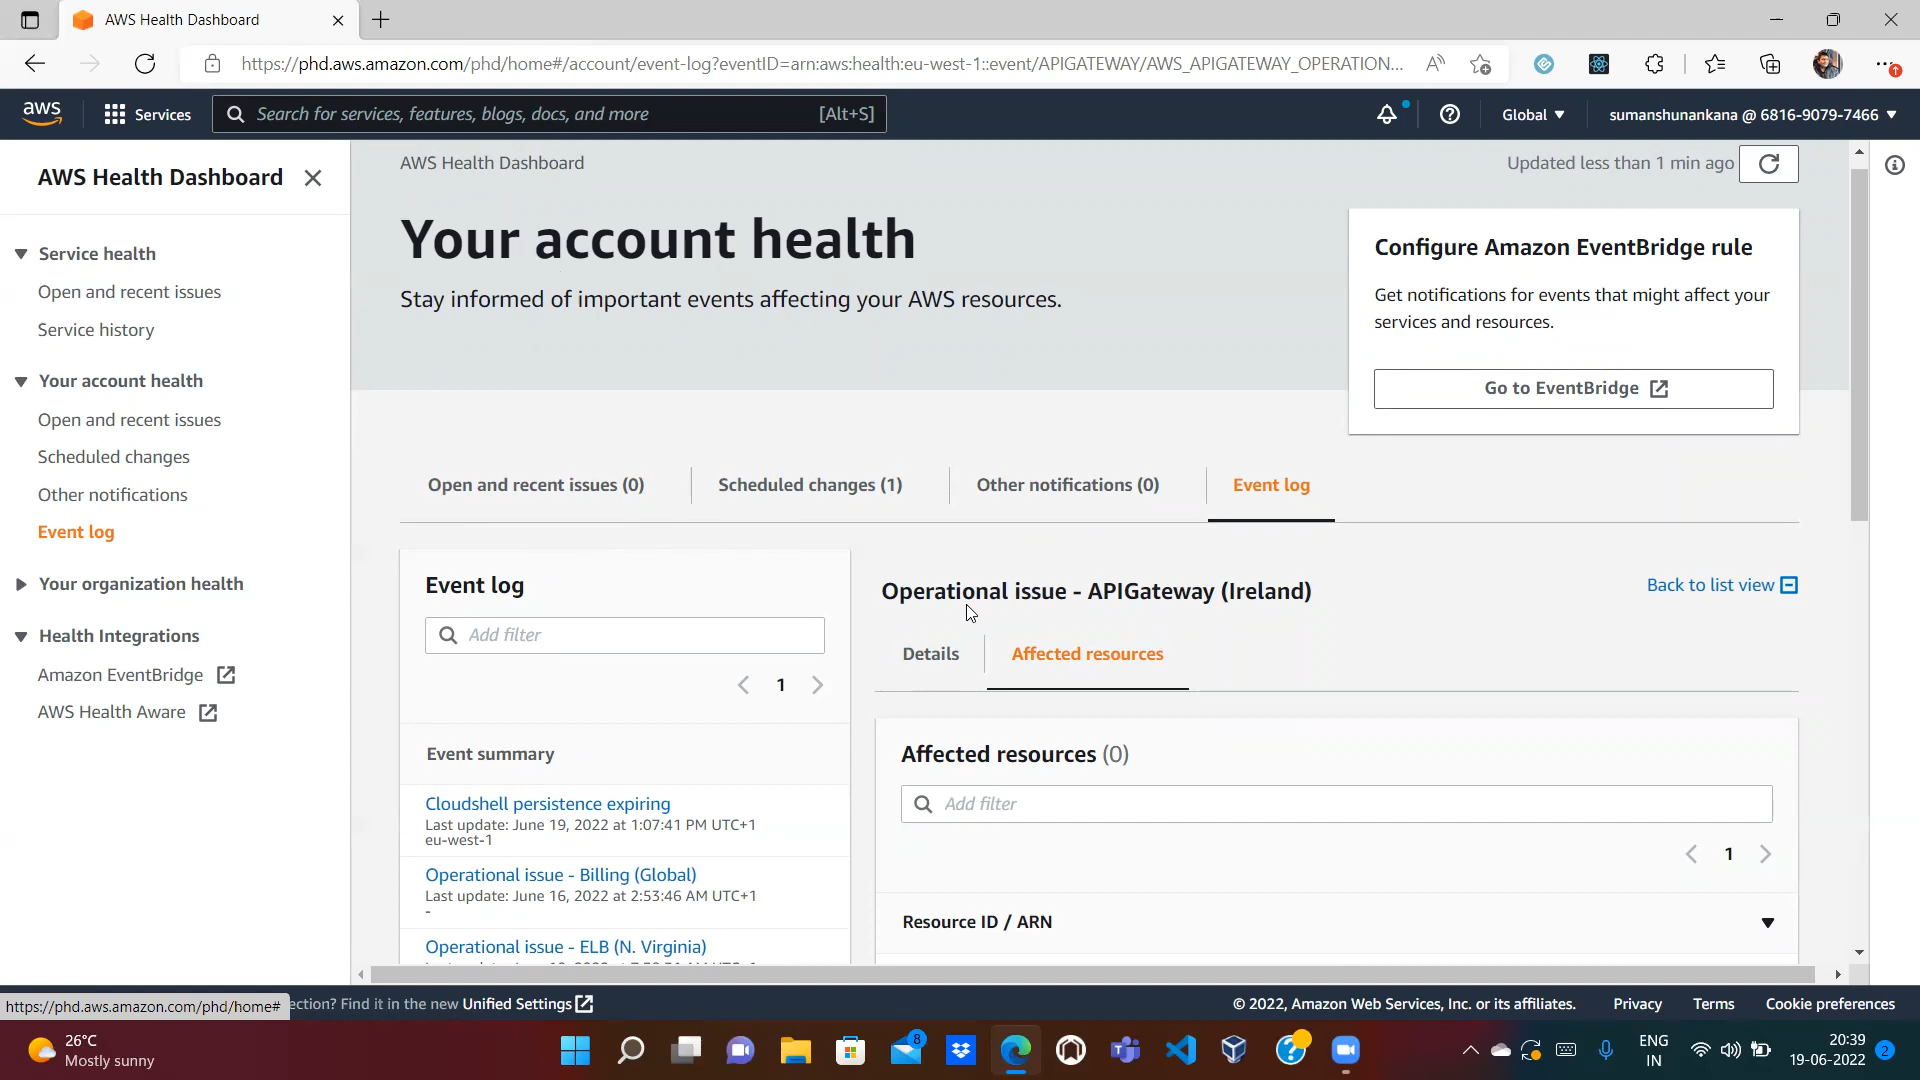 AWS Health Dashboard
https://phd.aws.amazon.com/phd/home#/account/event-log?eventID=arn:aws:health:eu-west-1::event/APIGATEWAY/AWS_APIGATEWAY_OPERATION...
aws
Services
Search for services, features, blogs, docs, and more
[Alt+S]
Global
sumanshunankana @ 6816-9079-7466
AWS Health Dashboard
Service health
Open and recent issues
Service history
Your account health
Open and recent issues
Scheduled changes
Other notifications
Event log
Your organization health
Health Integrations
Amazon EventBridge
AWS Health Aware
AWS Health Dashboard
Updated less than 1 min ago
Your account health
Stay informed of important events affecting your AWS resources.
Configure Amazon EventBridge rule
Get notifications for events that might affect your
services and resources.
Go to EventBridge
Open and recent issues (0)
Scheduled changes (1)
Other notifications (0)
Event log
Event log
Add filter
1
Event summary
Cloudshell persistence expiring
Last update: June 19, 2022 at 1:07:41 PM UTC+1
eu-west-1
Operational issue - Billing (Global)
Last update: June 16, 2022 at 2:53:46 AM UTC+1
-
Operational issue - ELB (N. Virginia)
Operational issue - APIGateway (Ireland)
Back to list view
Details
Affected resources
Affected resources (0)
Add filter
1
Resource ID / ARN
https://phd.aws.amazon.com/phd/home#
ection? Find it in the new Unified Settings
© 2022, Amazon Web Services, Inc. or its affiliates.
Privacy
Terms
Cookie preferences
26°C
Mostly sunny
8
ENG
IN
20:39
19-06-2022
2